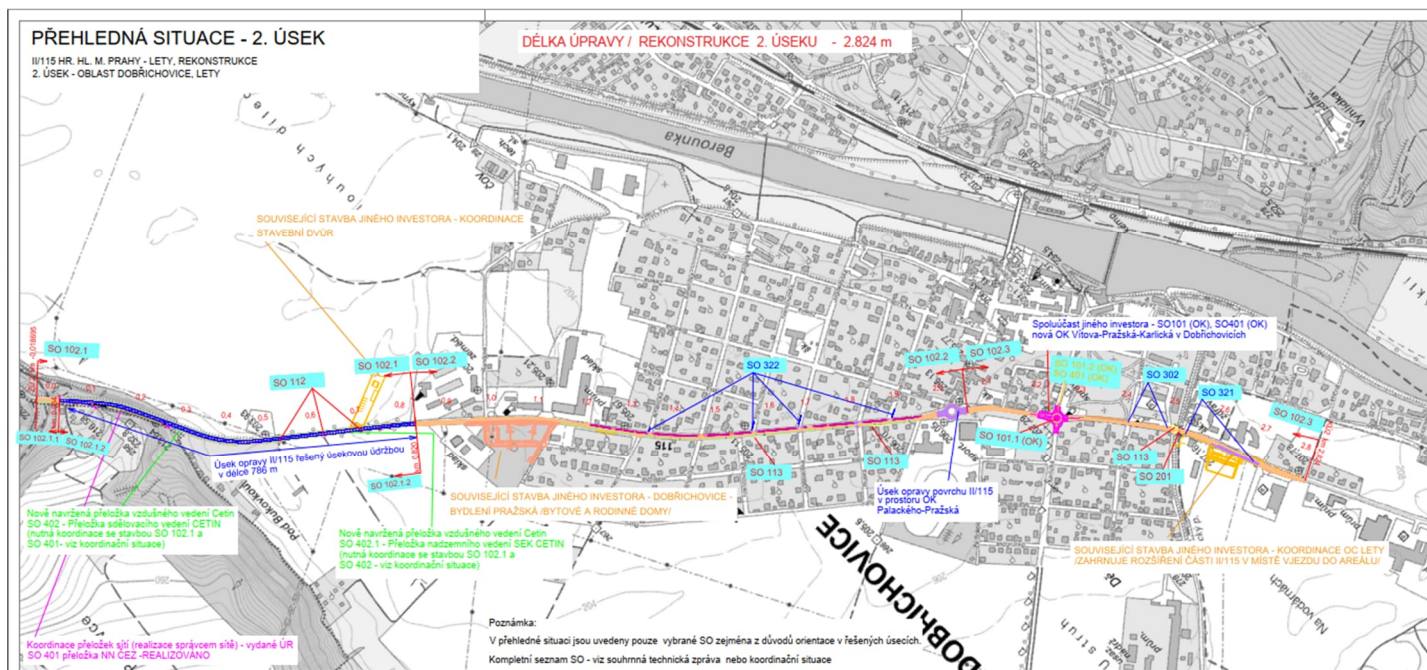 PŘEHLEDNÁ SITUACE - 2. ÚSEK
II/115 HR. HL. M. PRAHY - LETY, REKONSTRUKCE
2. ÚSEK - OBLAST DOBŘICHOVICE, LETY
DÉLKA ÚPRAVY / REKONSTRUKCE 2. ÚSEKU - 2.824 m
Berounka
SOUVISEJÍCÍ STAVBA JINÉHO INVESTORA - KOORDINACE
STAVEBNÍ DVŮR
Spoluúčast jiného investora - SO101 (OK), SO401 (OK)
nová OK Vítova-Pražská-Karlická v Dobřichovicích
SO 102.1
SO 102.1
SO 102.2
SO 112
SO 322
SO 102.2
SO 102.3
SO 101.2 (OK)
SO 401 (OK)
SO 302
SO 321
SO 102.3
SO 102.1.1
SO 102.1.2
SO 101.1 (OK)
SO 113
SO 113
SO 113
SO 201
SO 102.1.2
115
Úsek opravy II/115 řešený úsekovou údržbou
v délce 786 m
SOUVISEJÍCÍ STAVBA JINÉHO INVESTORA - DOBŘICHOVICE -
BYDLENÍ PRAŽSKÁ /BYTOVÉ A RODINNÉ DOMY/
Úsek opravy povrchu II/115
v prostoru OK
Palackého-Pražská
Nově navržená přeložka vzdušného vedení Cetin
SO 402 - Přeložka sdělovacího vedení CETIN
(nutná koordinace se stavbou SO 102.1 a
SO 401- viz koordinační situace)
Nově navržená přeložka vzdušného vedení Cetin
SO 402.1 - Přeložka nadzemního vedení SEK CETIN
(nutná koordinace se stavbou SO 102.1 a
SO 402 - viz koordinační situace)
SOUVISEJÍCÍ STAVBA JINÉHO INVESTORA - KOORDINACE OC LETY
/ZAHRNUJE ROZŠÍŘENÍ ČÁSTI II/115 V MÍSTĚ VJEZDU DO AREÁLU/
Pod Bukovkou
DOBŘICHOVICE
Na vodárnách
Koordinace přeložek sítí (realizace správcem sítě) - vydané ÚR
SO 401 přeložka NN ČEZ -REALIZOVÁNO
Poznámka:
V přehledné situaci jsou uvedeny pouze vybrané SO zejména z důvodů orientace v řešených úsecích.
Kompletní seznam SO - viz souhrnná technická zpráva nebo koordinační situace